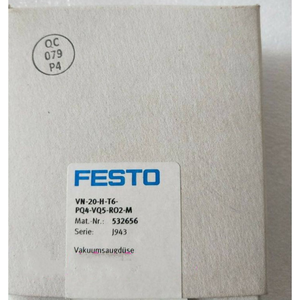 QC
079
P4
FESTO
VN-20-H-T6-
PQ4-VQ5-RO2-M
Mat.-Nr.: 532656
Serie: J943
Vakuumsaugdüse